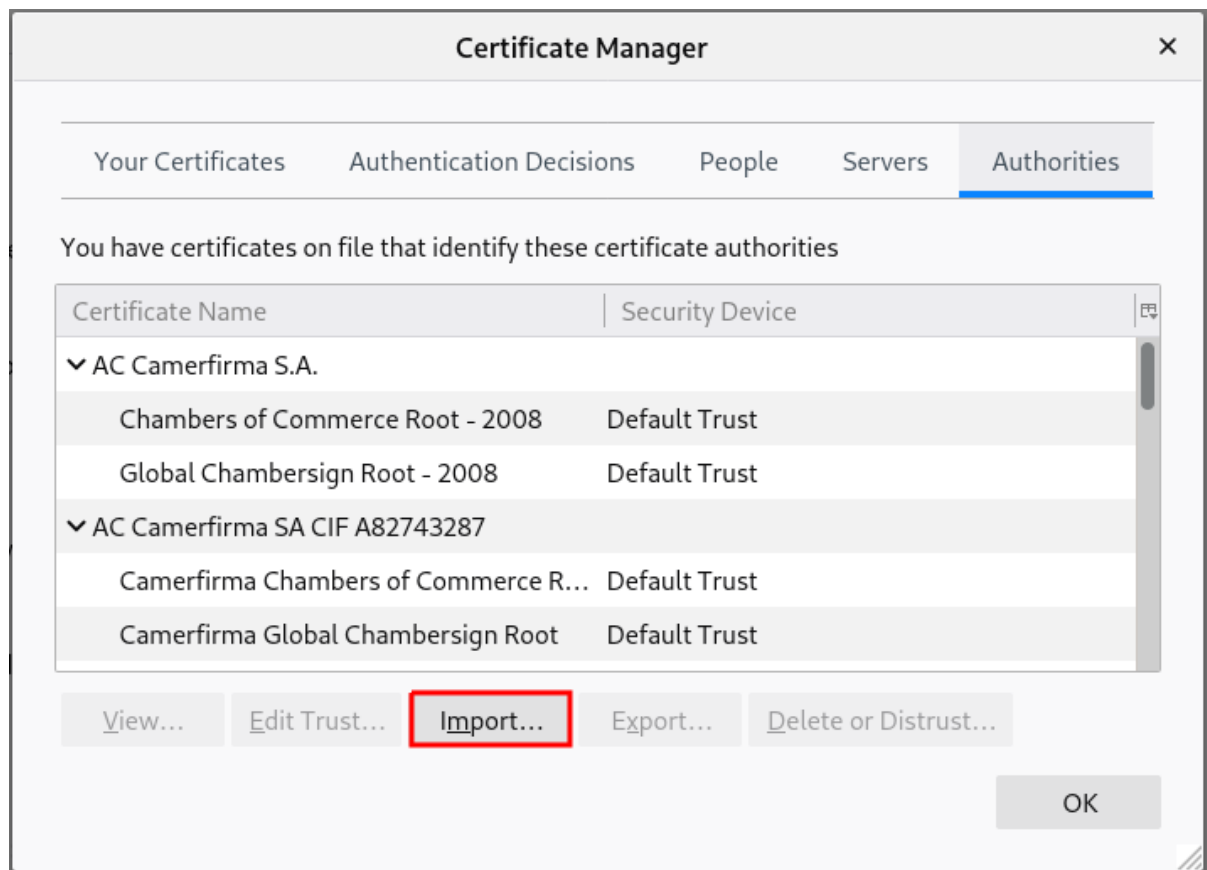 Certificate Manager
Your Certificates Authentication Decisions People Servers Authorities
You have certificates on file that identify these certificate authorities
Certificate Name Security Device
AC Camerfirma S.A.
Chambers of Commerce Root - 2008 Default Trust
Global Chambersign Root - 2008 Default Trust
AC Camerfirma SA CIF A82743287
Camerfirma Chambers of Commerce R… Default Trust
Camerfirma Global Chambersign Root Default Trust
View… Edit Trust… Import… Export… Delete or Distrust…
OK